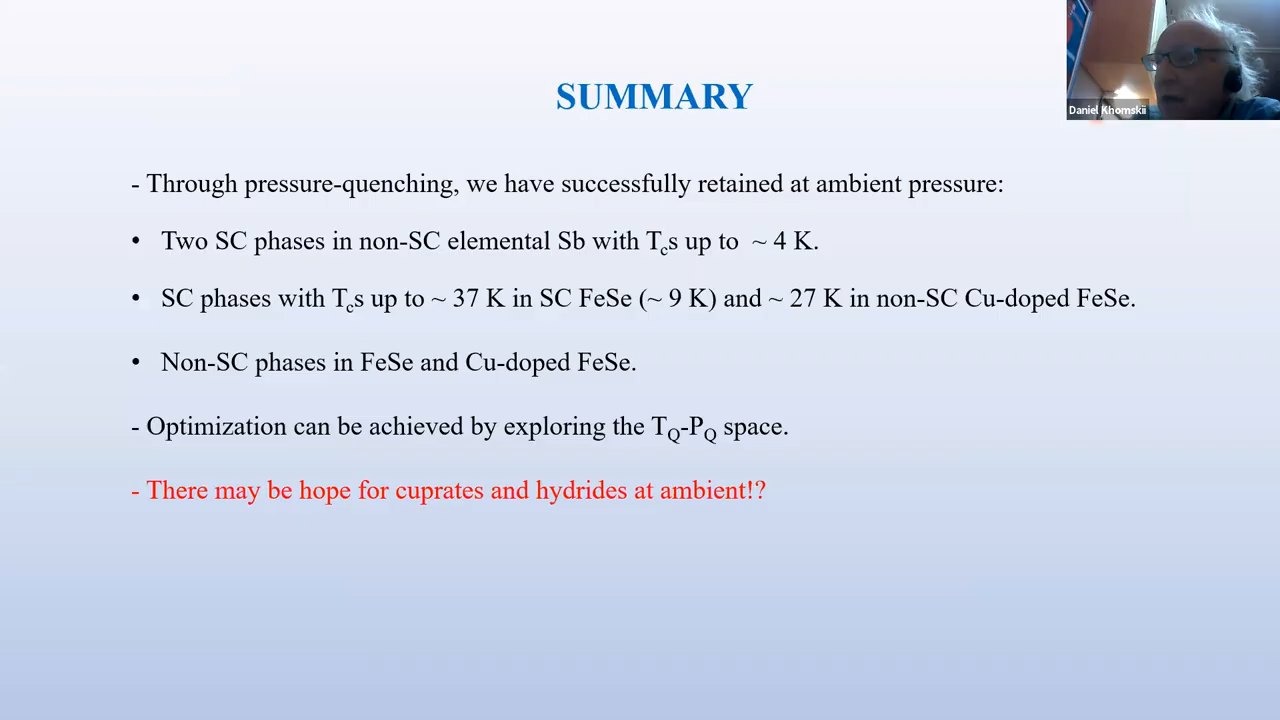 Daniel Khomskii
SUMMARY
- Through pressure-quenching, we have successfully retained at ambient pressure:
• Two SC phases in non-SC elemental Sb with Tcs up to ~ 4 K.
• SC phases with Tcs up to ~ 37 K in SC FeSe (~ 9 K) and ~ 27 K in non-SC Cu-doped FeSe.
• Non-SC phases in FeSe and Cu-doped FeSe.
- Optimization can be achieved by exploring the TQ-PQ space.
- There may be hope for cuprates and hydrides at ambient!?